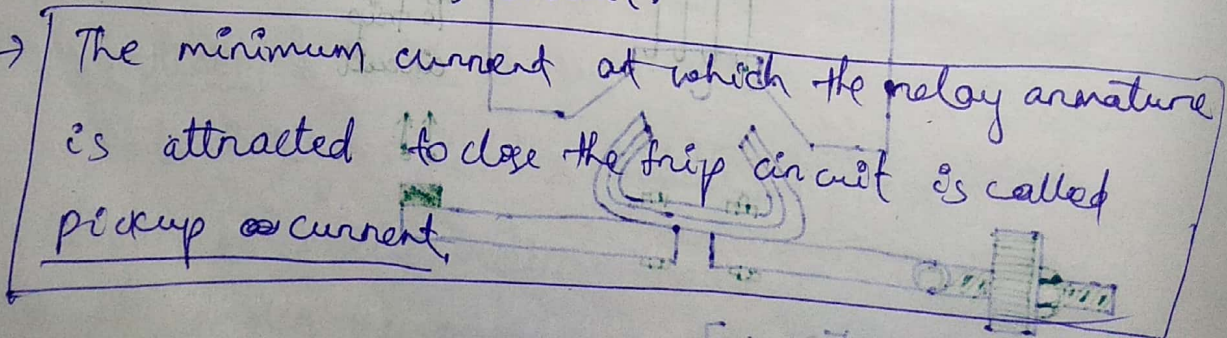 → The minimum current at which the relay armature
is attracted to close the trip circuit is called
pickup current.